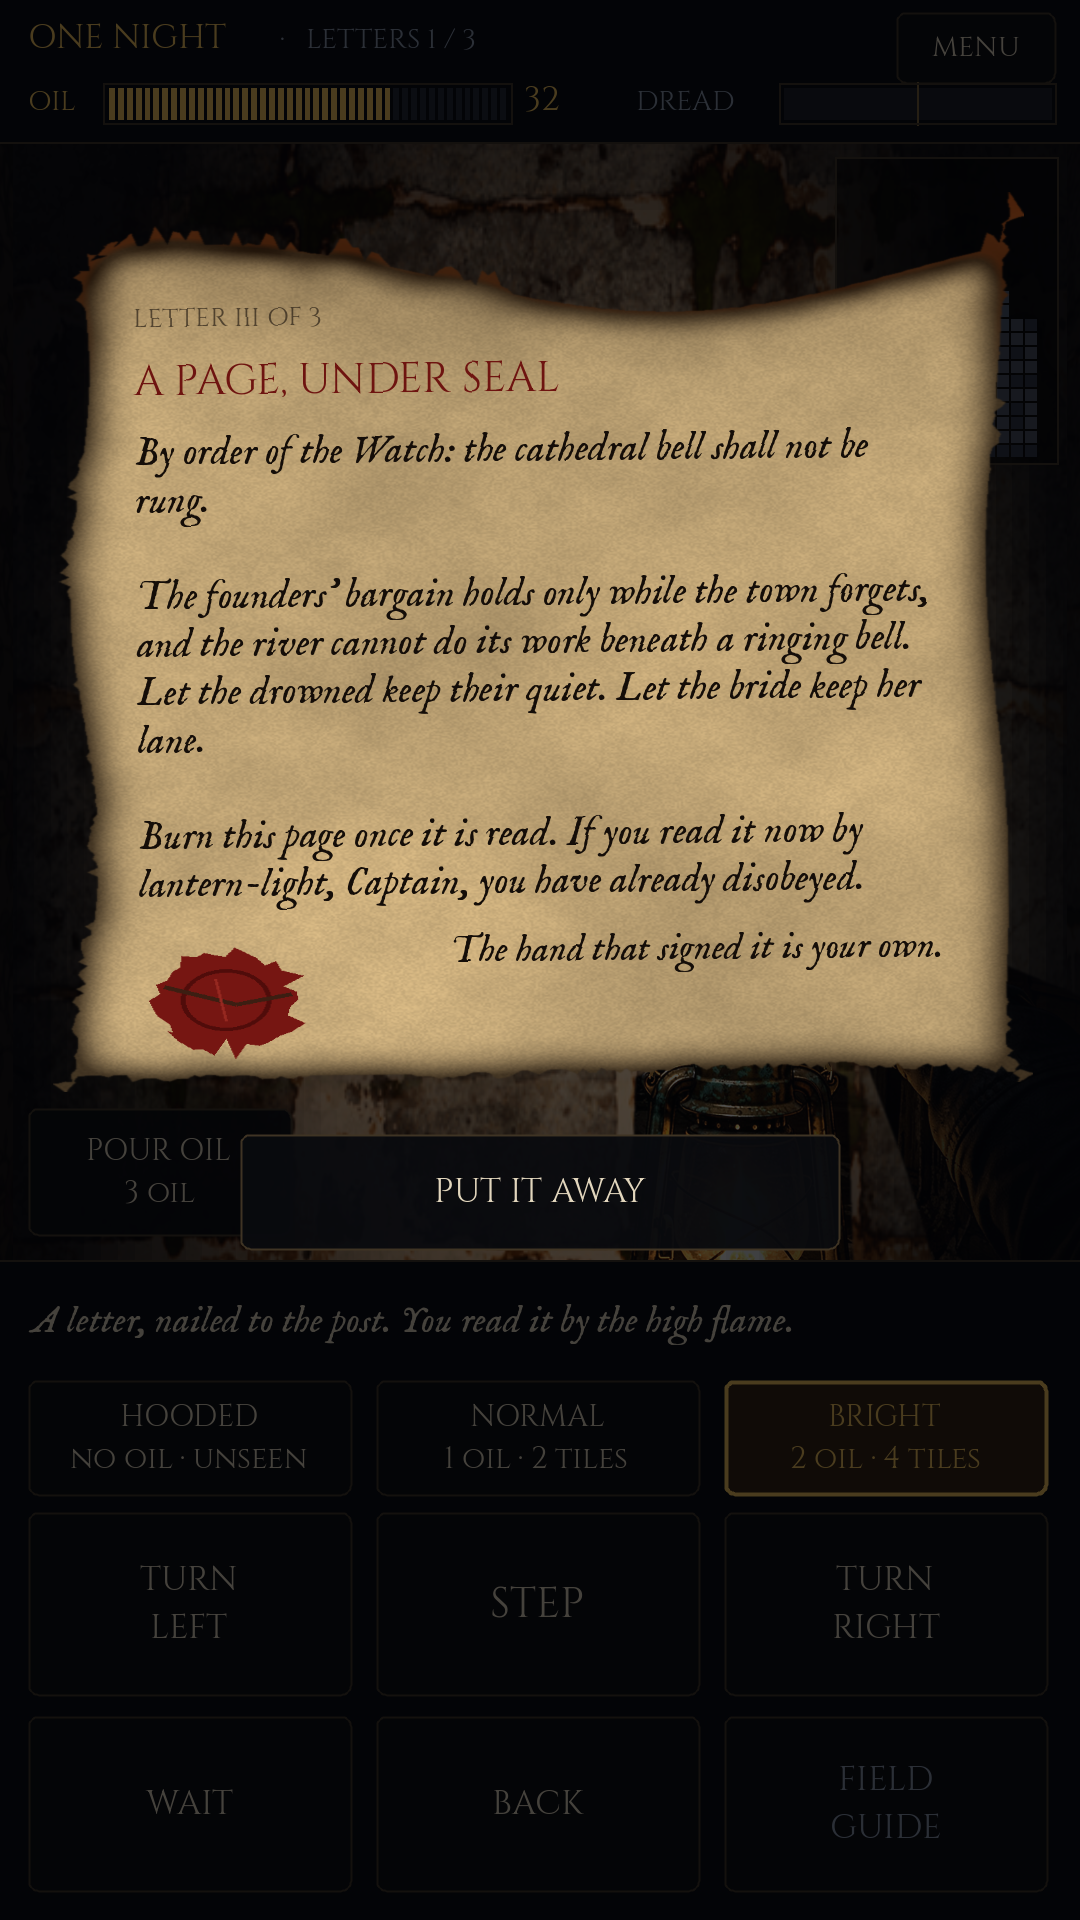 ONE NIGHT · LETTERS 1 / 3
MENU
OIL 32 DREAD
LETTER III OF 3
A PAGE, UNDER SEAL
By order of the Watch: the cathedral bell shall not be
rung.
The founders' bargain holds only while the town forgets,
and the river cannot do its work beneath a ringing bell.
Let the drowned keep their quiet. Let the bride keep her
lane.
Burn this page once it is read. If you read it now by
lantern-light, Captain, you have already disobeyed.
The hand that signed it is your own.
POUR OIL
3 OIL
PUT IT AWAY
A letter, nailed to the post. You read it by the high flame.
HOODED
NO OIL · UNSEEN
NORMAL
1 OIL · 2 TILES
BRIGHT
2 OIL · 4 TILES
TURN
LEFT
STEP
TURN
RIGHT
WAIT
BACK
FIELD
GUIDE